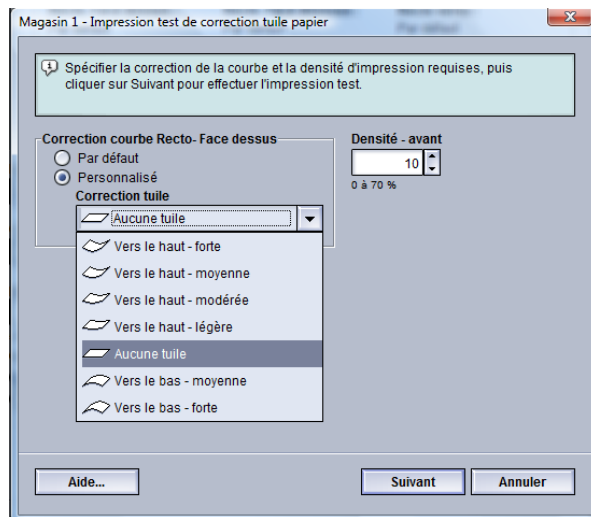 Magasin 1 - Impression test de correction tuile papier
Spécifier la correction de la courbe et la densité d'impression requises, puis
cliquer sur Suivant pour effectuer l'impression test.
Correction courbe Recto- Face dessus
Densité - avant
Par défaut
10
Personnalisé
0 à 70 %
Correction tuile
Aucune tuile
Vers le haut - forte
Vers le haut - moyenne
Vers le haut - modérée
Vers le haut - légère
Aucune tuile
Vers le bas - moyenne
Vers le bas - forte
Aide...
Suivant
Annuler